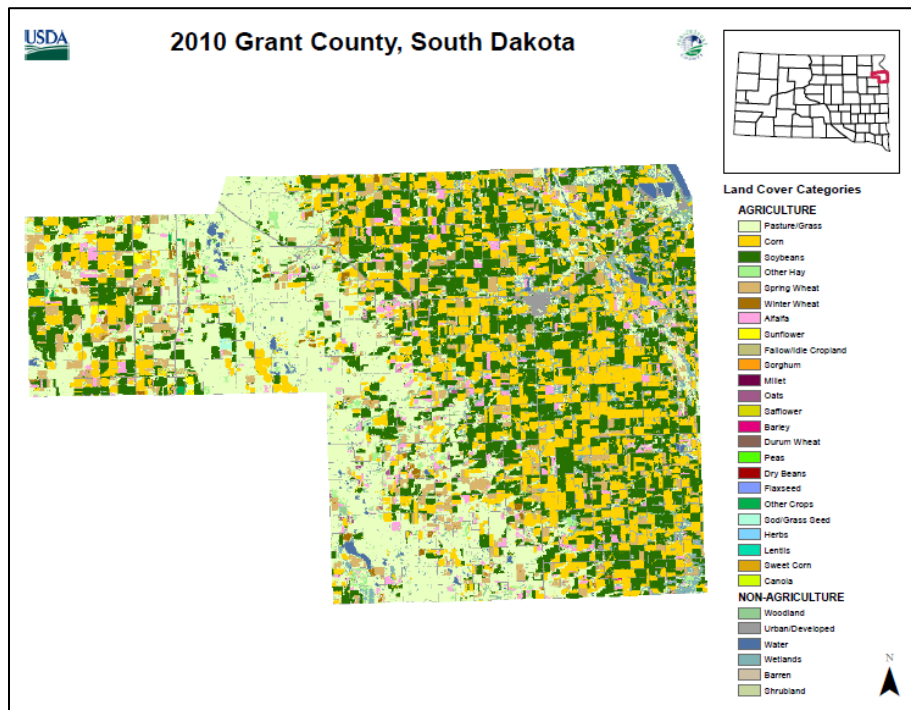 USDA
2010 Grant County, South Dakota
Land Cover Categories
AGRICULTURE
Pasture/Grass
Corn
Soybeans
Other Hay
Spring Wheat
Winter Wheat
Alfalfa
Sunflower
Fallow/Idle Cropland
Sorghum
Millet
Oats
Safflower
Barley
Durum Wheat
Peas
Dry Beans
Flaxseed
Other Crops
Sod/Grass Seed
Herbs
Lentils
Sweet Corn
Canola
NON-AGRICULTURE
Woodland
Urban/Developed
Water
Wetlands
Barren
Shrubland
N